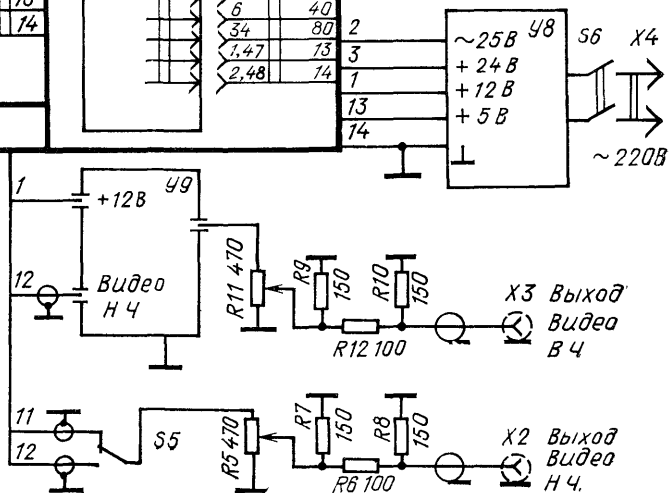 14
6 40
34 80
1,47 13
2,48 14
2
3
1
13
14
~25В У8
+24В
+12В
+5В
S6 X4
~220В
1
+12В У9
12
Видео
НЧ
R11 470
R9 150
R10 150
R12 100
X3 Выход
Видео
ВЧ
11
12
S5
R5 470
R7 150
R8 150
R6 100
X2 Выход
Видео
НЧ.